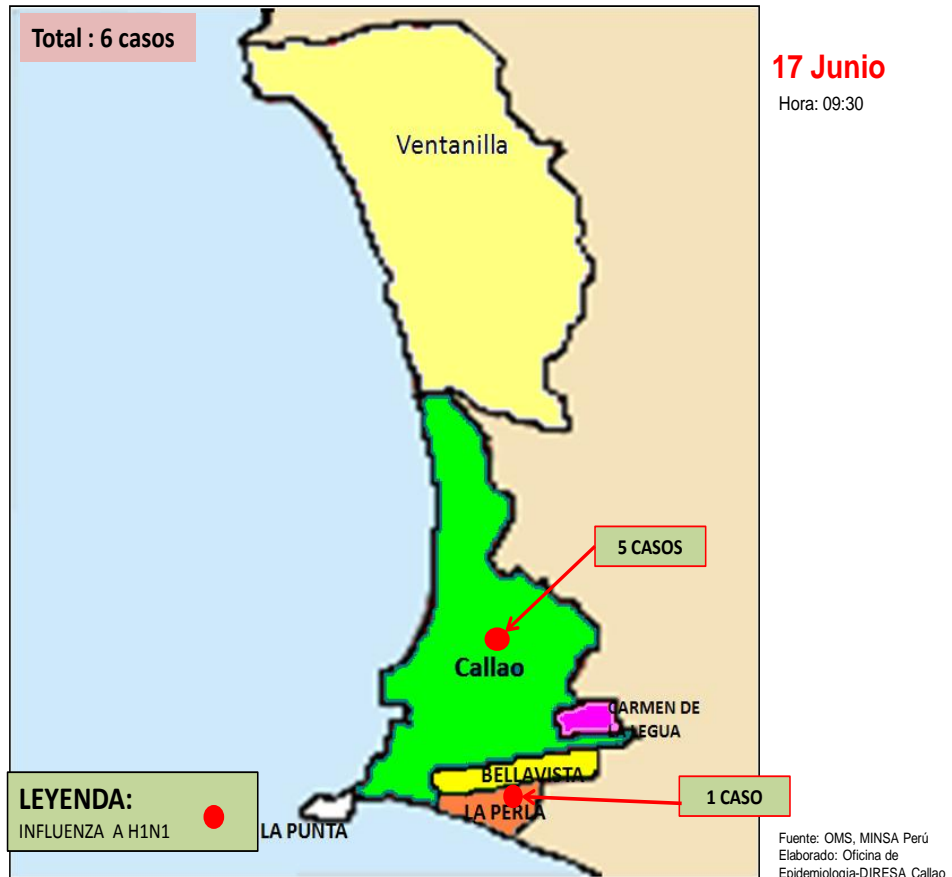 Total : 6 casos
17 Junio
Hora: 09:30
Ventanilla
5 CASOS
Callao
CARMEN DE
LA LEGUA
BELLAVISTA
LA PERLA
1 CASO
LA PUNTA
LEYENDA:
INFLUENZA A H1N1
Fuente: OMS, MINSA Perú
Elaborado: Oficina de
Epidemiologia-DIRESA Callao